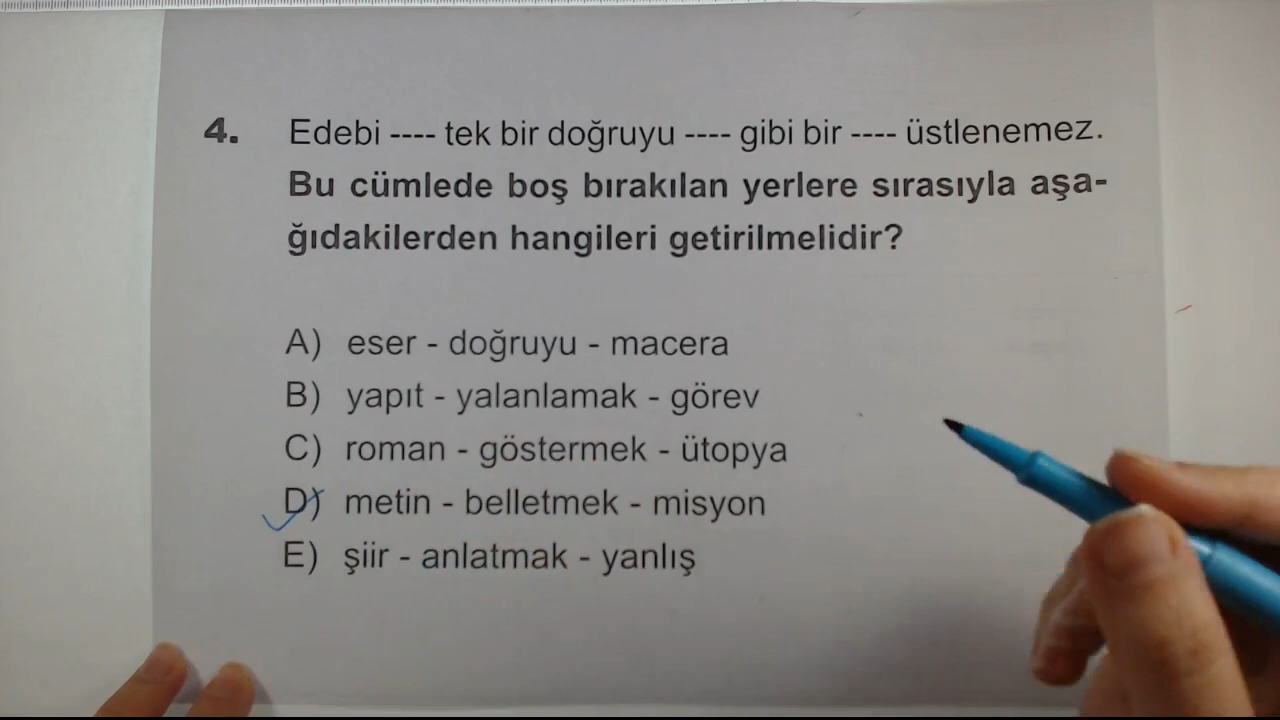 4. Edebi ---- tek bir doğruyu ---- gibi bir ---- üstlenemez.
Bu cümlede boş bırakılan yerlere sırasıyla aşa-
ğıdakilerden hangileri getirilmelidir?
A) eser - doğruyu - macera
B) yapıt - yalanlamak - görev
C) roman - göstermek - ütopya
D) metin - belletmek - misyon
E) şiir - anlatmak - yanlış